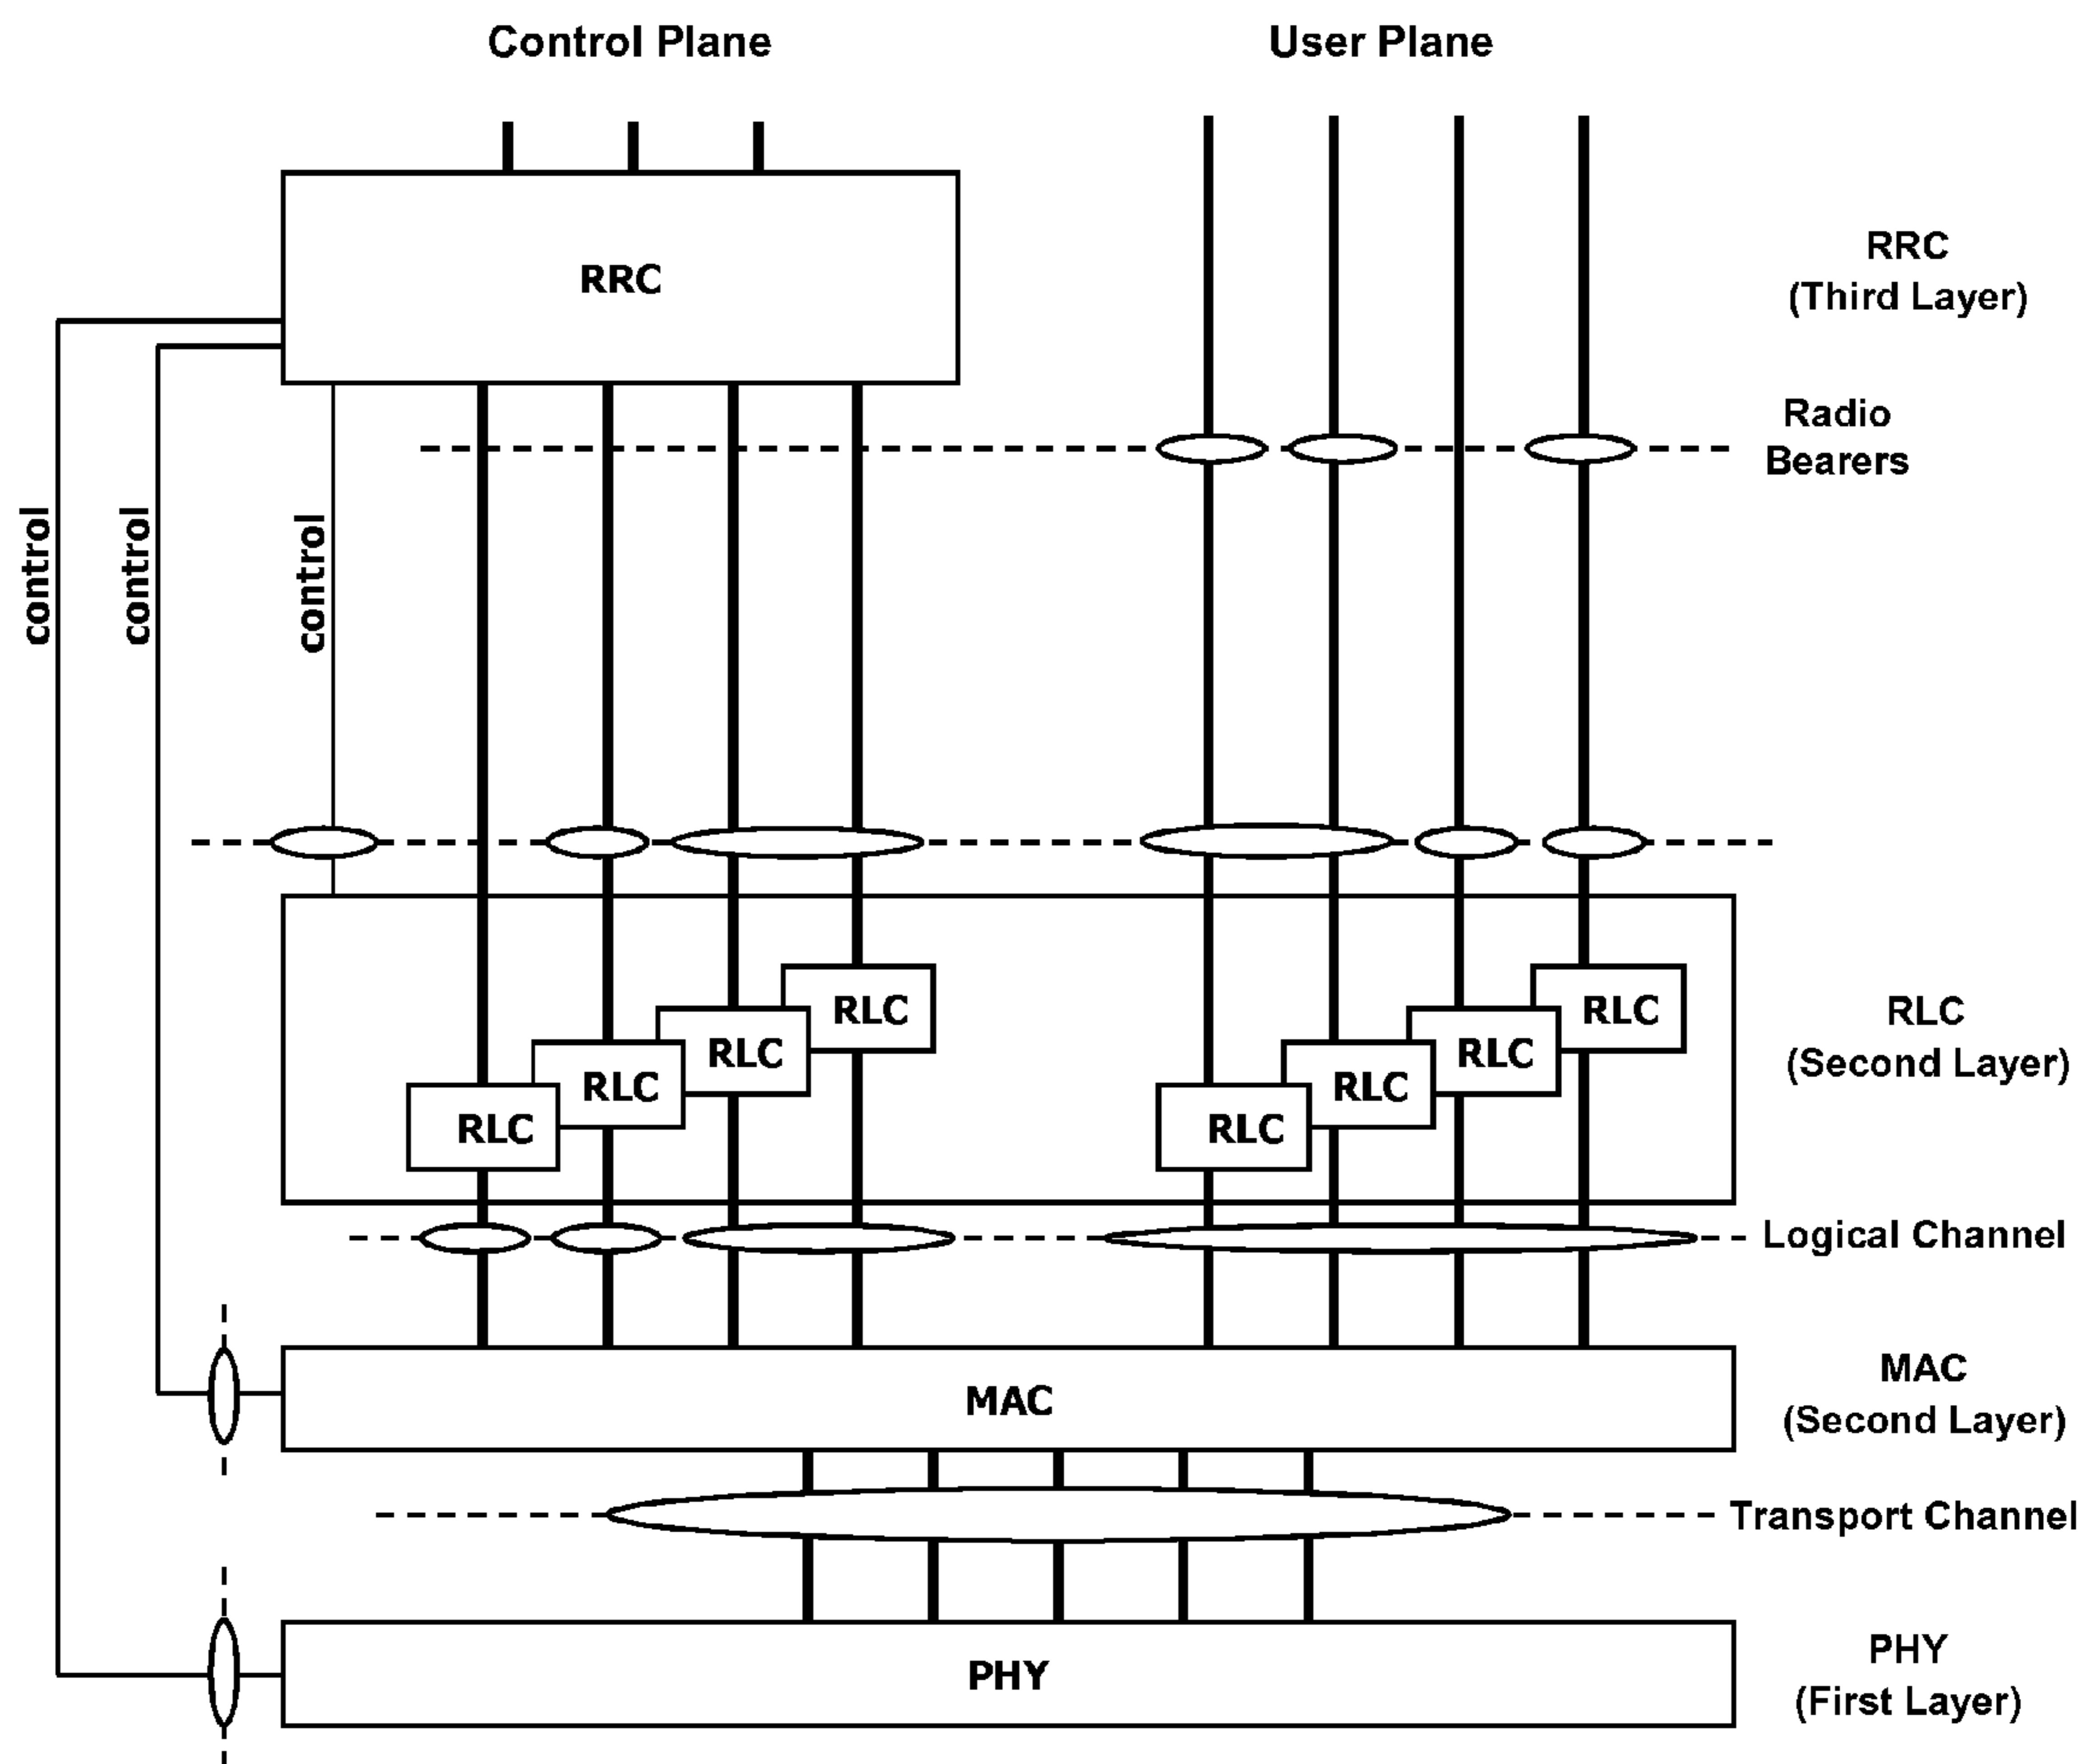 Control Plane
User Plane
RRC
RRC
(Third Layer)
Radio
Bearers
control
control
control
RLC
RLC
RLC
RLC
RLC
RLC
RLC
RLC
RLC
(Second Layer)
Logical Channel
MAC
MAC
(Second Layer)
Transport Channel
PHY
PHY
(First Layer)